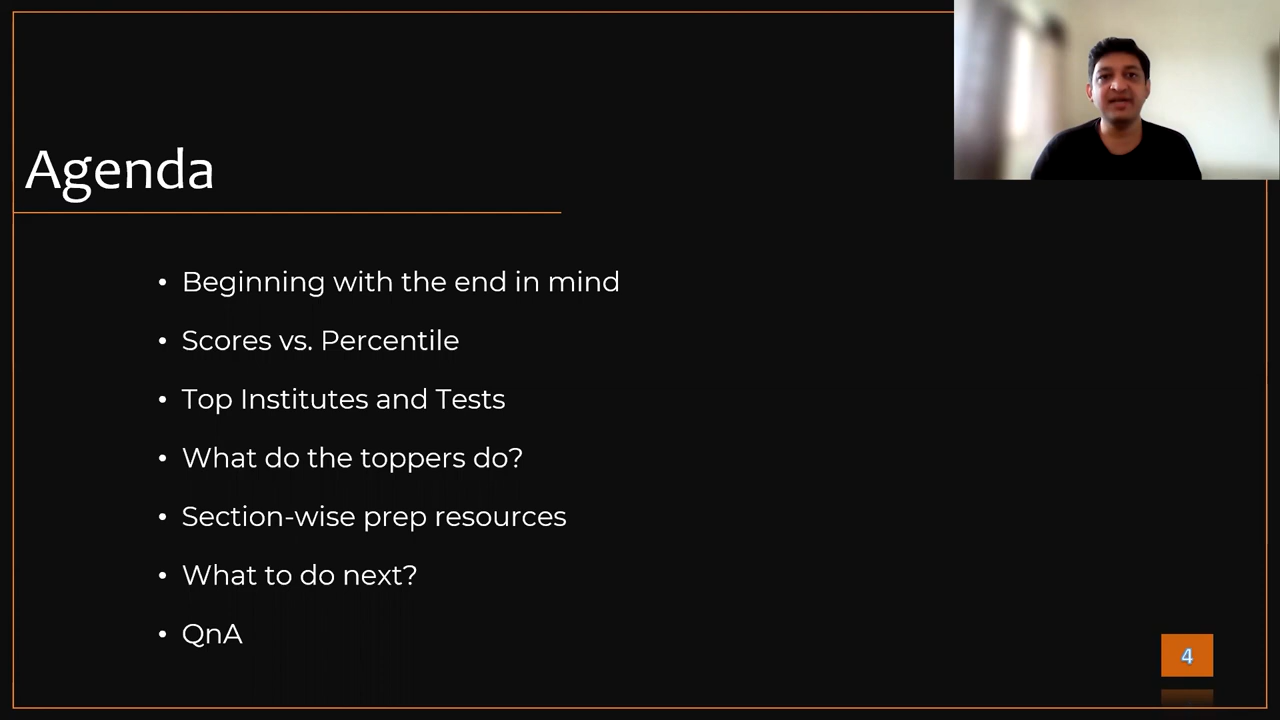 Agenda
• Beginning with the end in mind
• Scores vs. Percentile
• Top Institutes and Tests
• What do the toppers do?
• Section-wise prep resources
• What to do next?
• QnA
4